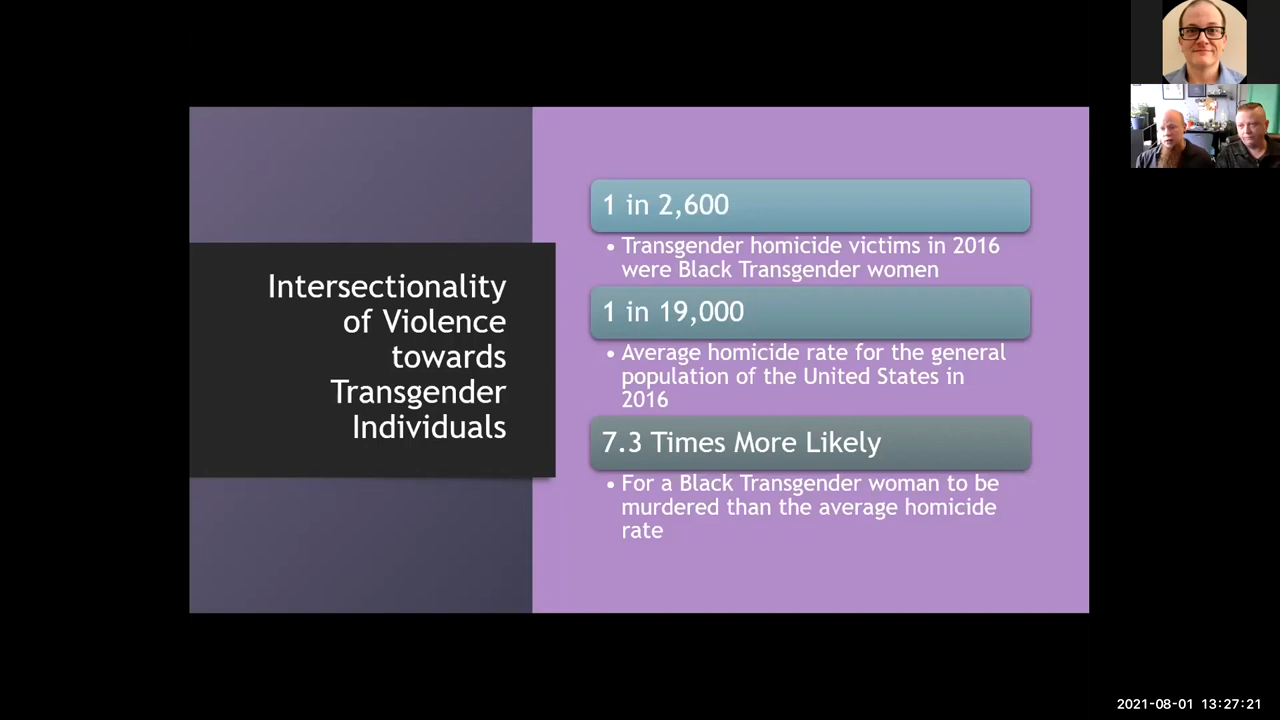 Intersectionality
of Violence
towards
Transgender
Individuals
1 in 2,600
• Transgender homicide victims in 2016
were Black Transgender women
1 in 19,000
• Average homicide rate for the general
population of the United States in
2016
7.3 Times More Likely
• For a Black Transgender woman to be
murdered than the average homicide
rate
2021-08-01 13:27:21